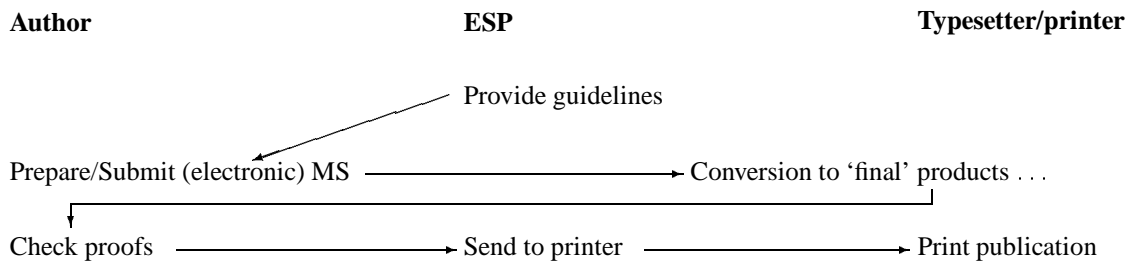 Author ESP Typesetter/printer
Provide guidelines
Prepare/Submit (electronic) MS Conversion to ‘final’ products . . .
Check proofs Send to printer Print publication